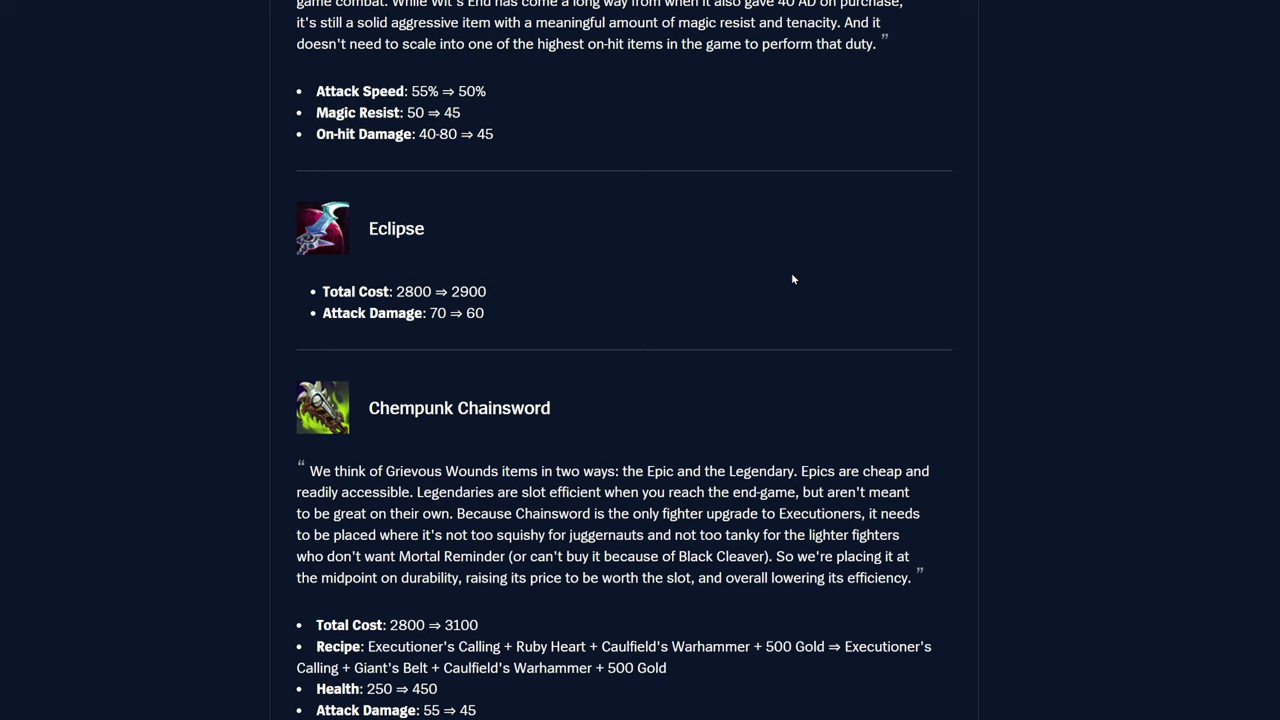 game combat. While Wit's End has come a long way from when it also gave 40 AD on purchase,
it's still a solid aggressive item with a meaningful amount of magic resist and tenacity. And it
doesn't need to scale into one of the highest on-hit items in the game to perform that duty. ”
• Attack Speed: 55% ⇒ 50%
• Magic Resist: 50 ⇒ 45
• On-hit Damage: 40-80 ⇒ 45
Eclipse
• Total Cost: 2800 ⇒ 2900
• Attack Damage: 70 ⇒ 60
Chempunk Chainsword
“ We think of Grievous Wounds items in two ways: the Epic and the Legendary. Epics are cheap and
readily accessible. Legendaries are slot efficient when you reach the end-game, but aren't meant
to be great on their own. Because Chainsword is the only fighter upgrade to Executioners, it needs
to be placed where it's not too squishy for juggernauts and not too tanky for the lighter fighters
who don't want Mortal Reminder (or can't buy it because of Black Cleaver). So we're placing it at
the midpoint on durability, raising its price to be worth the slot, and overall lowering its efficiency. ”
• Total Cost: 2800 ⇒ 3100
• Recipe: Executioner's Calling + Ruby Heart + Caulfield's Warhammer + 500 Gold ⇒ Executioner's
Calling + Giant's Belt + Caulfield's Warhammer + 500 Gold
• Health: 250 ⇒ 450
• Attack Damage: 55 ⇒ 45